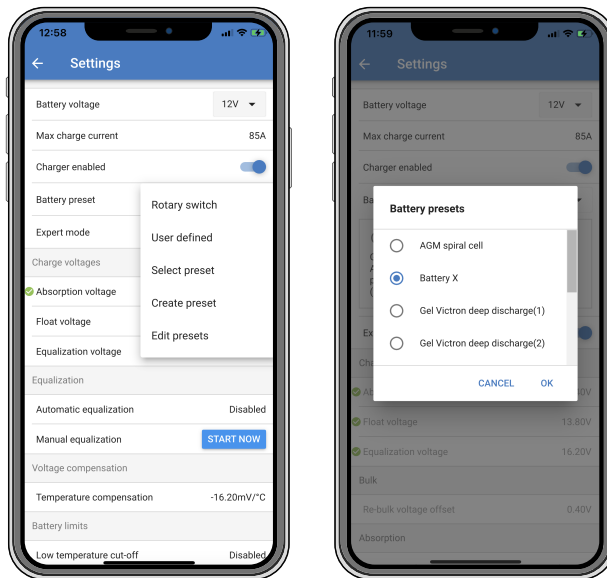 12:58
Settings
Battery voltage 12V
Max charge current 85A
Charger enabled
Battery preset
Rotary switch
User defined
Expert mode
Charge voltages
Select preset
Absorption voltage
Create preset
Float voltage
Edit presets
Equalization voltage
Equalization
Automatic equalization Disabled
Manual equalization START NOW
Voltage compensation
Temperature compensation -16.20mV/°C
Battery limits
Low temperature cut-off Disabled
11:59
Settings
Battery voltage 12V
Max charge current 85A
Charger enabled
Battery presets
AGM spiral cell
Battery X
Gel Victron deep discharge(1)
Gel Victron deep discharge(2)
CANCEL OK
Float voltage 13.80V
Equalization voltage 16.20V
Bulk
Re-bulk voltage offset 0.40V
Absorption